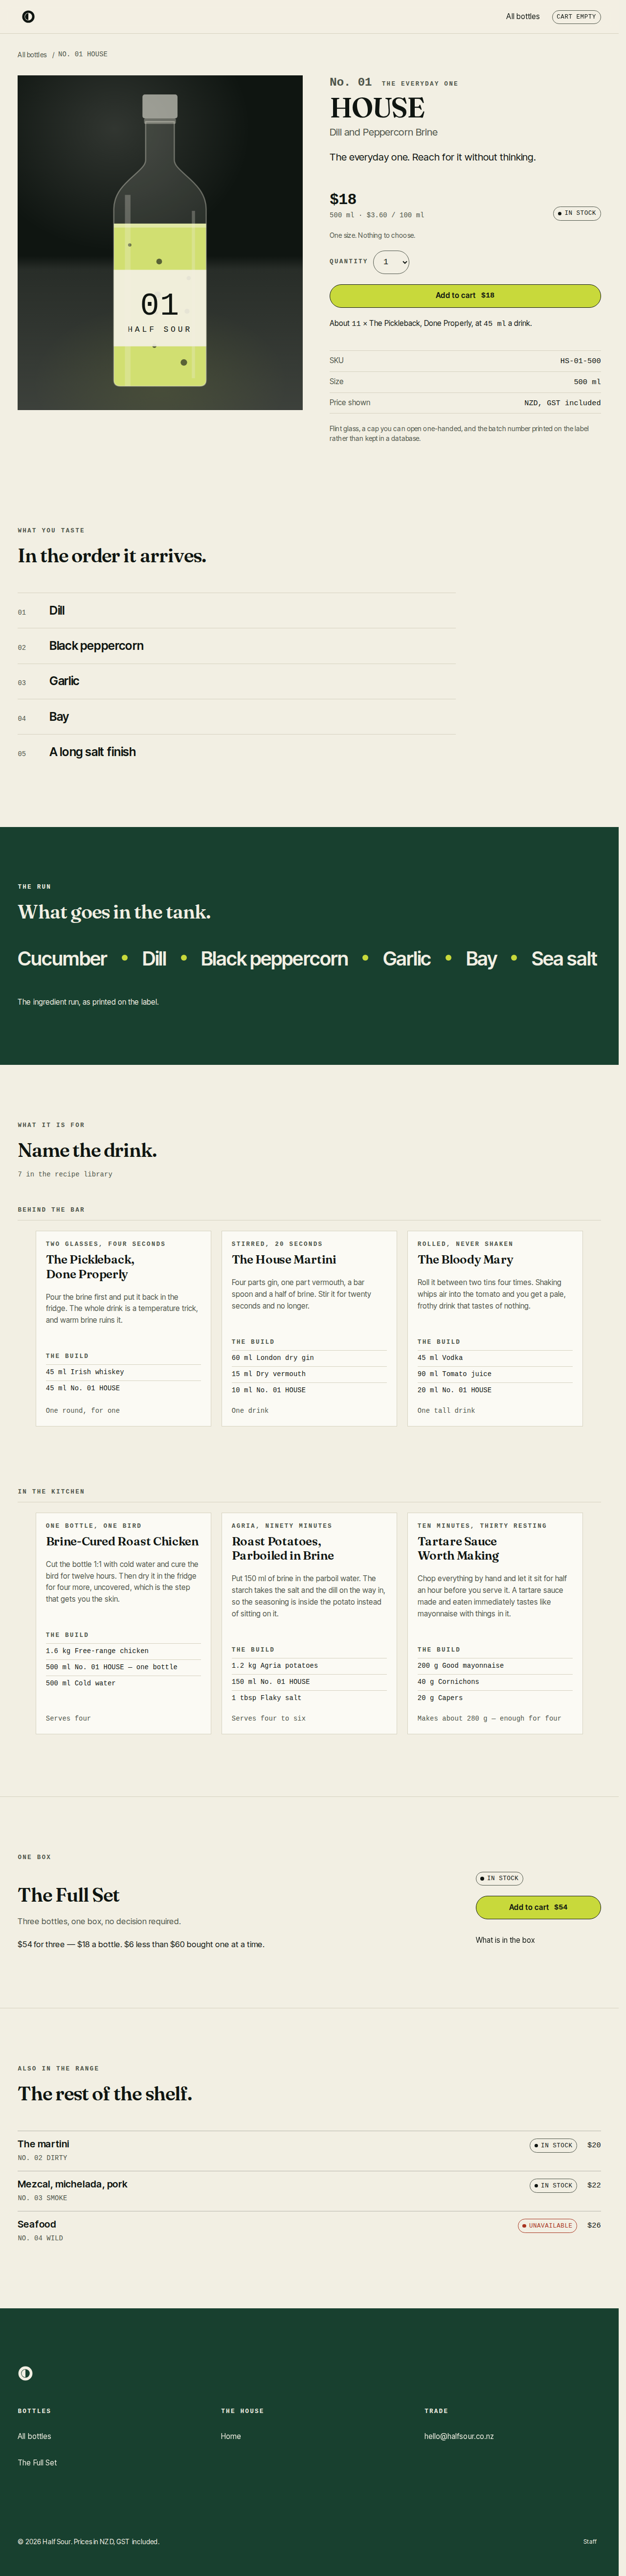 All bottles
CART EMPTY
All bottles / NO. 01 HOUSE
No. 01 THE EVERYDAY ONE
HOUSE
Dill and Peppercorn Brine
The everyday one. Reach for it without thinking.
01
HALF SOUR
$18
500 ml · $3.60 / 100 ml
IN STOCK
One size. Nothing to choose.
QUANTITY 1
Add to cart $18
About 11 × The Pickleback, Done Properly, at 45 ml a drink.
SKU HS-01-500
Size 500 ml
Price shown NZD, GST included
Flint glass, a cap you can open one-handed, and the batch number printed on the label
rather than kept in a database.
WHAT YOU TASTE
In the order it arrives.
01 Dill
02 Black peppercorn
03 Garlic
04 Bay
05 A long salt finish
THE RUN
What goes in the tank.
Cucumber • Dill • Black peppercorn • Garlic • Bay • Sea salt
The ingredient run, as printed on the label.
WHAT IT IS FOR
Name the drink.
7 in the recipe library
BEHIND THE BAR
TWO GLASSES, FOUR SECONDS
The Pickleback,
Done Properly
Pour the brine first and put it back in the
fridge. The whole drink is a temperature trick,
and warm brine ruins it.
THE BUILD
45 ml Irish whiskey
45 ml No. 01 HOUSE
One round, for one
STIRRED, 20 SECONDS
The House Martini
Four parts gin, one part vermouth, a bar
spoon and a half of brine. Stir it for twenty
seconds and no longer.
THE BUILD
60 ml London dry gin
15 ml Dry vermouth
10 ml No. 01 HOUSE
One drink
ROLLED, NEVER SHAKEN
The Bloody Mary
Roll it between two tins four times. Shaking
whips air into the tomato and you get a pale,
frothy drink that tastes of nothing.
THE BUILD
45 ml Vodka
90 ml Tomato juice
20 ml No. 01 HOUSE
One tall drink
IN THE KITCHEN
ONE BOTTLE, ONE BIRD
Brine-Cured Roast Chicken
Cut the bottle 1:1 with cold water and cure the
bird for twelve hours. Then dry it in the fridge
for four more, uncovered, which is the step
that gets you the skin.
THE BUILD
1.6 kg Free-range chicken
500 ml No. 01 HOUSE — one bottle
500 ml Cold water
Serves four
AGRIA, NINETY MINUTES
Roast Potatoes,
Parboiled in Brine
Put 150 ml of brine in the parboil water. The
starch takes the salt and the dill on the way in,
so the seasoning is inside the potato instead
of sitting on it.
THE BUILD
1.2 kg Agria potatoes
150 ml No. 01 HOUSE
1 tbsp Flaky salt
Serves four to six
TEN MINUTES, THIRTY RESTING
Tartare Sauce
Worth Making
Chop everything by hand and let it sit for half
an hour before you serve it. A tartare sauce
made and eaten immediately tastes like
mayonnaise with things in it.
THE BUILD
200 g Good mayonnaise
40 g Cornichons
20 g Capers
Makes about 280 g — enough for four
ONE BOX
The Full Set
Three bottles, one box, no decision required.
$54 for three — $18 a bottle. $6 less than $60 bought one at a time.
IN STOCK
Add to cart $54
What is in the box
ALSO IN THE RANGE
The rest of the shelf.
The martini
NO. 02 DIRTY
IN STOCK $20
Mezcal, michelada, pork
NO. 03 SMOKE
IN STOCK $22
Seafood
NO. 04 WILD
UNAVAILABLE $26
BOTTLES
All bottles
The Full Set
THE HOUSE
Home
TRADE
hello@halfsour.co.nz
© 2026 Half Sour. Prices in NZD, GST included.
Staff